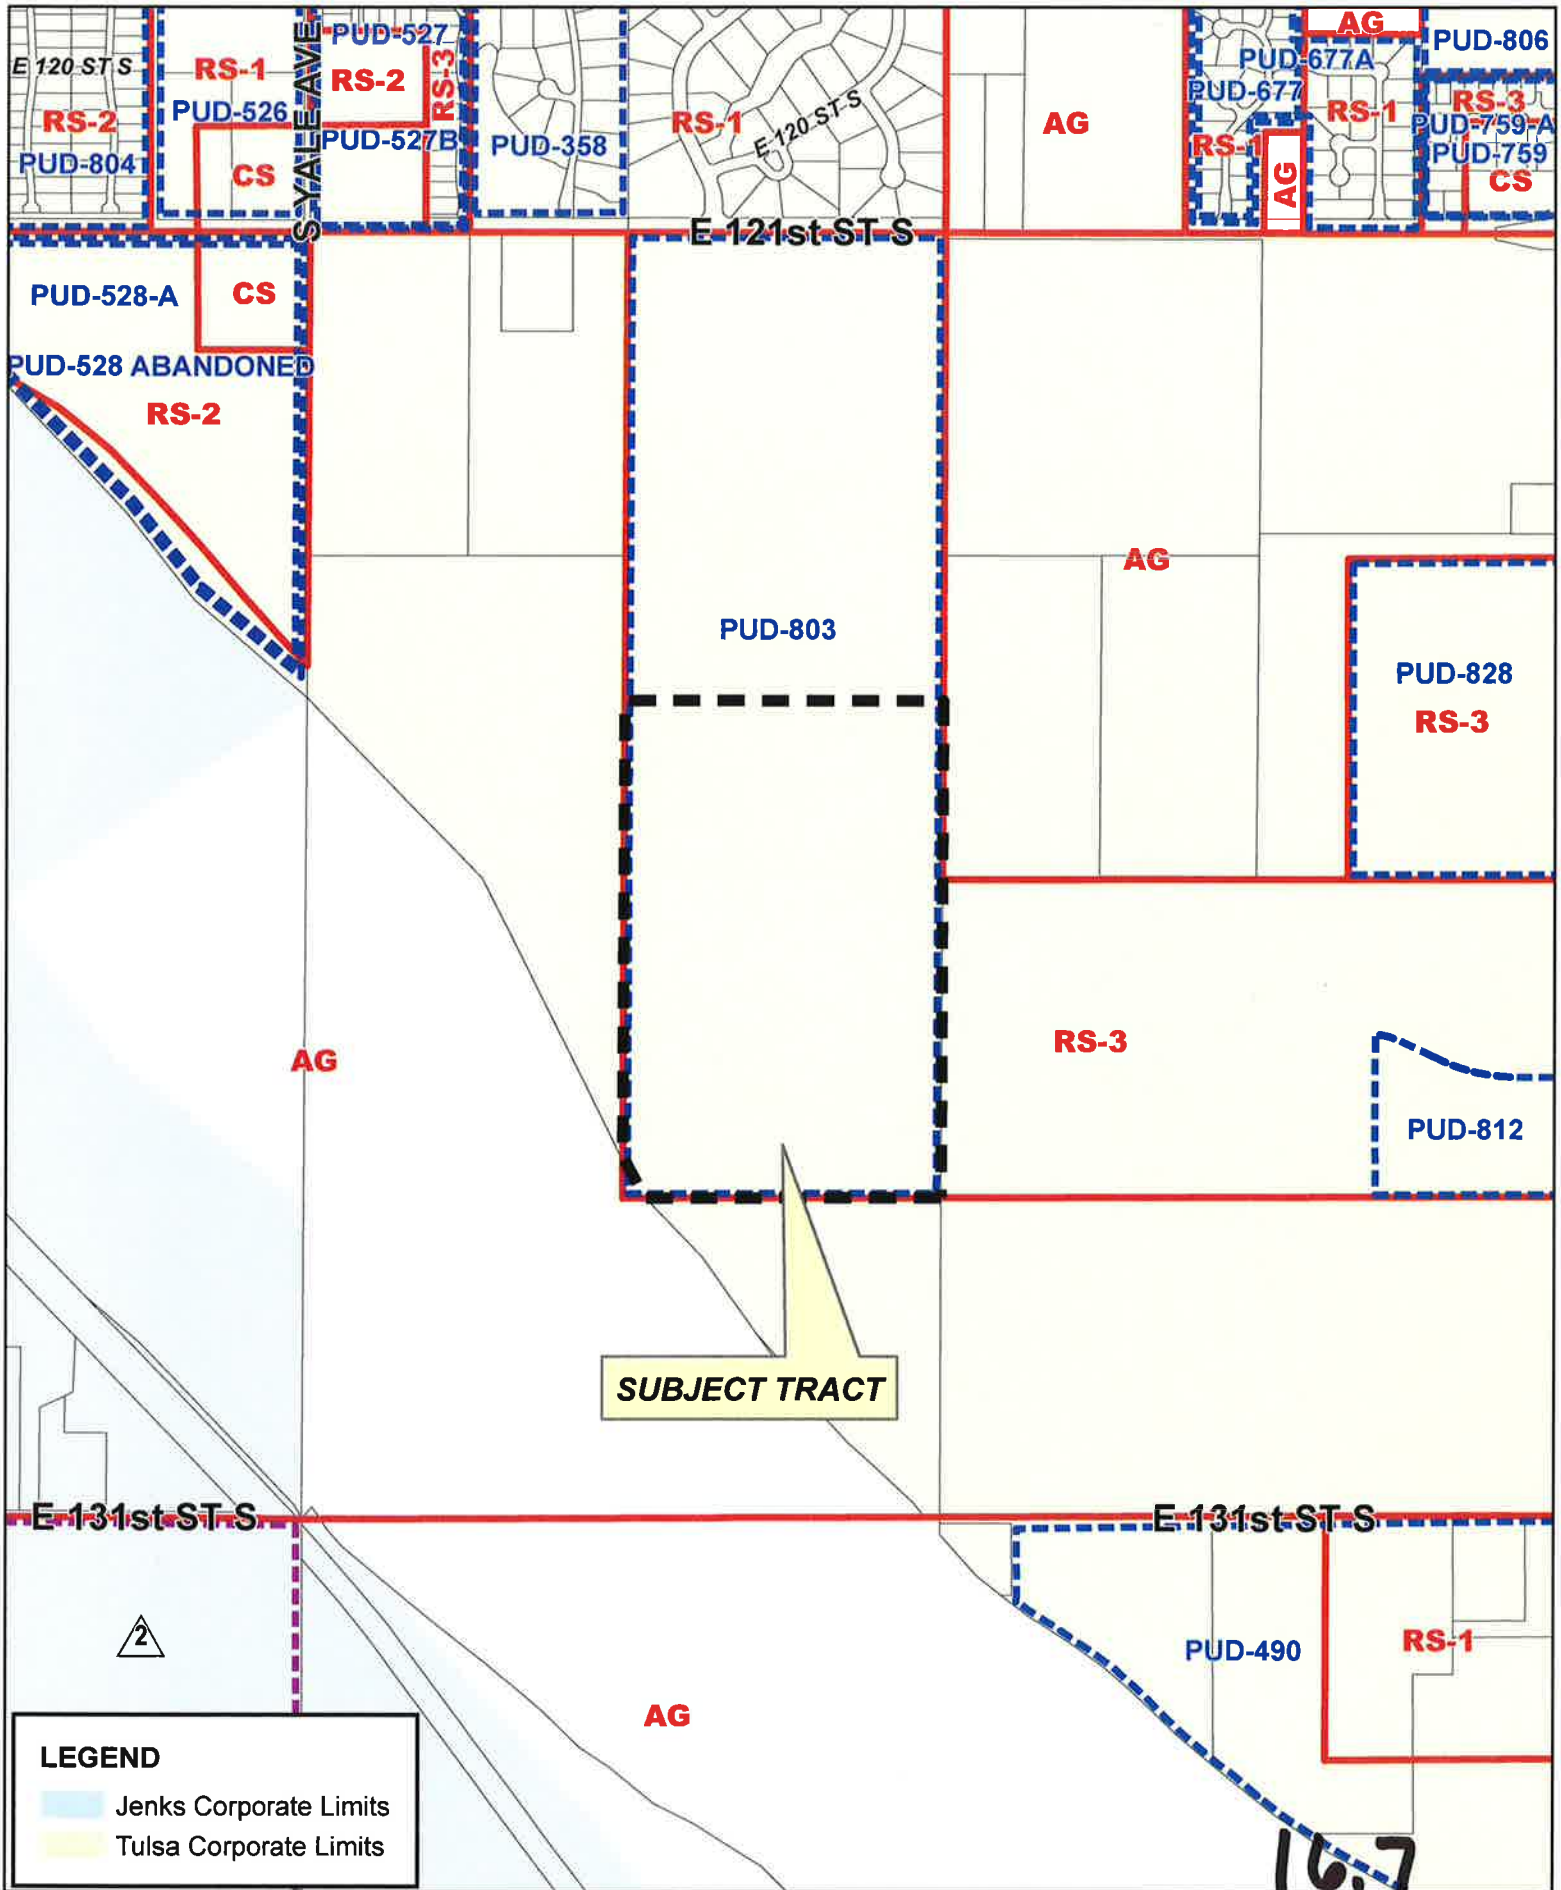 E 120 ST S
RS-2
PUD-804
RS-1
PUD-526
CS
S YALE AVE
PUD-527
RS-2
RS-3
PUD-527B
PUD-358
RS-1
E 120 ST S
AG
PUD-677A
PUD-677
RS-1
AG
AG
RS-1
PUD-806
RS-3
PUD-759-A
PUD-759
CS
E 121st ST S
PUD-528-A
CS
PUD-528 ABANDONED
RS-2
PUD-803
AG
PUD-828
RS-3
AG
RS-3
PUD-812
SUBJECT TRACT
E 131st ST S
E 131st ST S
2
PUD-490
RS-1
AG
LEGEND
Jenks Corporate Limits
Tulsa Corporate Limits
16.7